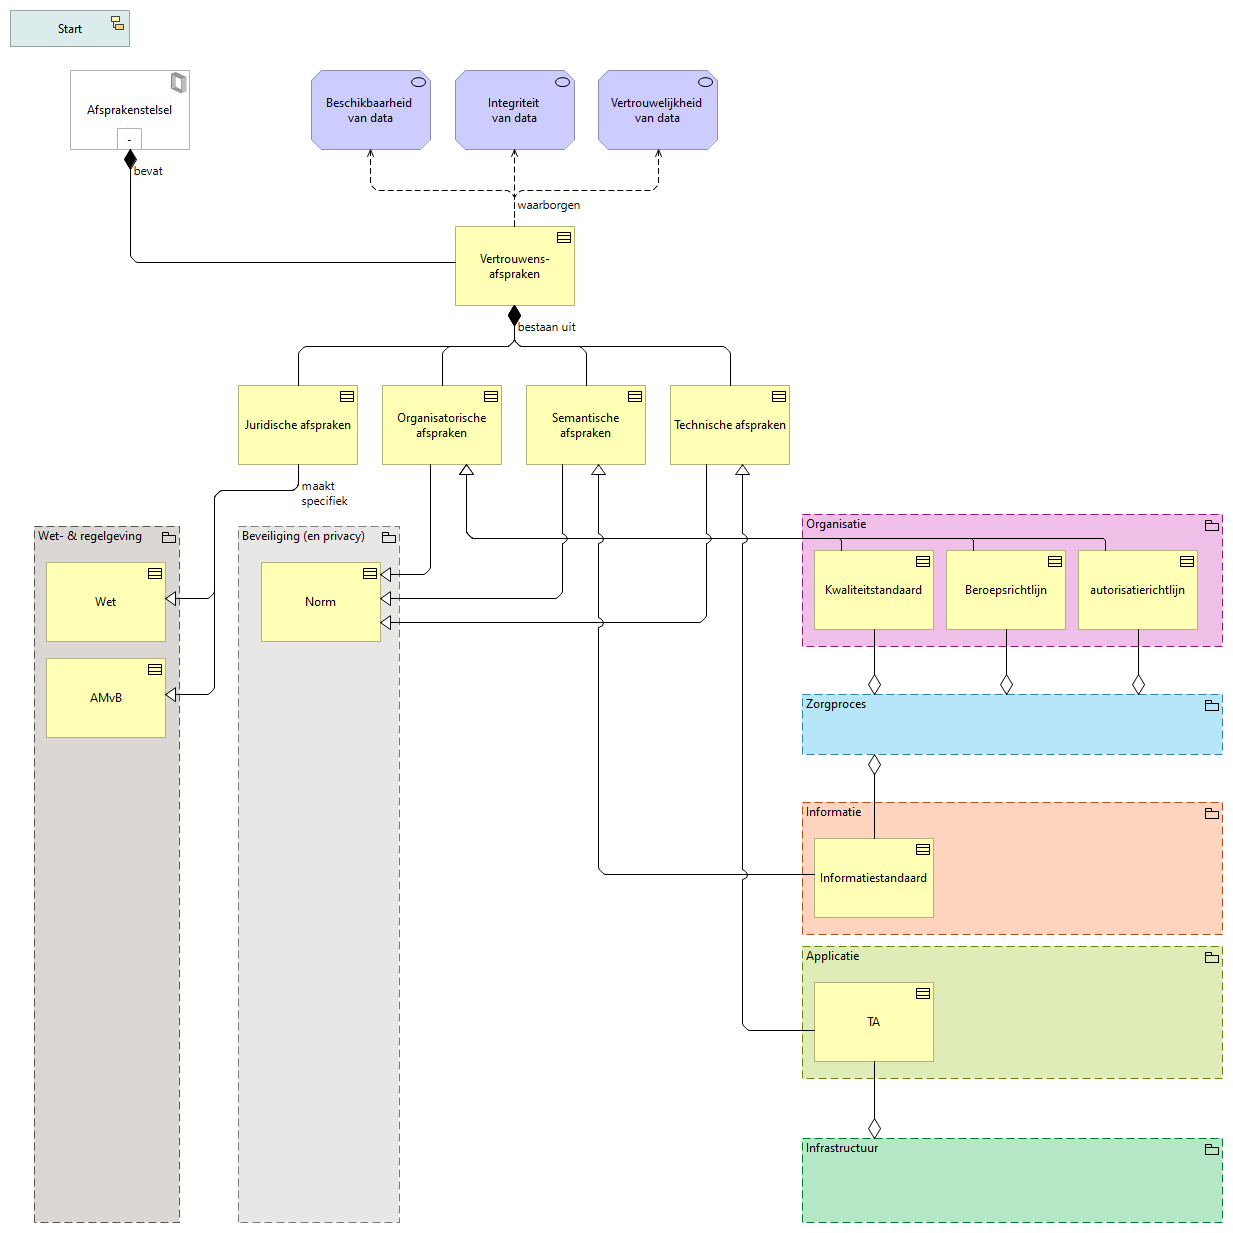 Start
Afsprakenstelsel
-
bevat
Beschikbaarheid
van data
Integriteit
van data
Vertrouwelijkheid
van data
waarborgen
Vertrouwens-
afspraken
bestaan uit
Juridische afspraken
Organisatorische
afspraken
Semantische
afspraken
Technische afspraken
maakt
specifiek
Wet- & regelgeving
Wet
AMvB
Beveiliging (en privacy)
Norm
Organisatie
Kwaliteitstandaard
Beroepsrichtlijn
autorisatierichtlijn
Zorgproces
Informatie
Informatiestandaard
Applicatie
TA
Infrastructuur